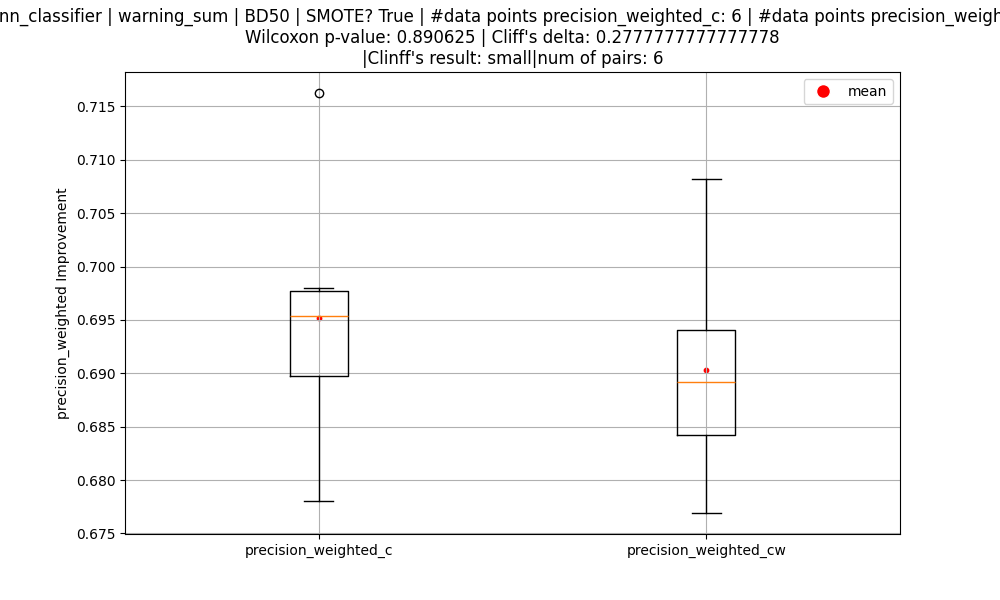 nn_classifier | warning_sum | BD50 | SMOTE? True | #data points precision_weighted_c: 6 | #data points precision_weigh
Wilcoxon p-value: 0.890625 | Cliff's delta: 0.2777777777777778
|Clinff's result: small|num of pairs: 6
mean
0.715
0.710
0.705
0.700
0.695
0.690
0.685
0.680
0.675
precision_weighted Improvement
precision_weighted_c
precision_weighted_cw